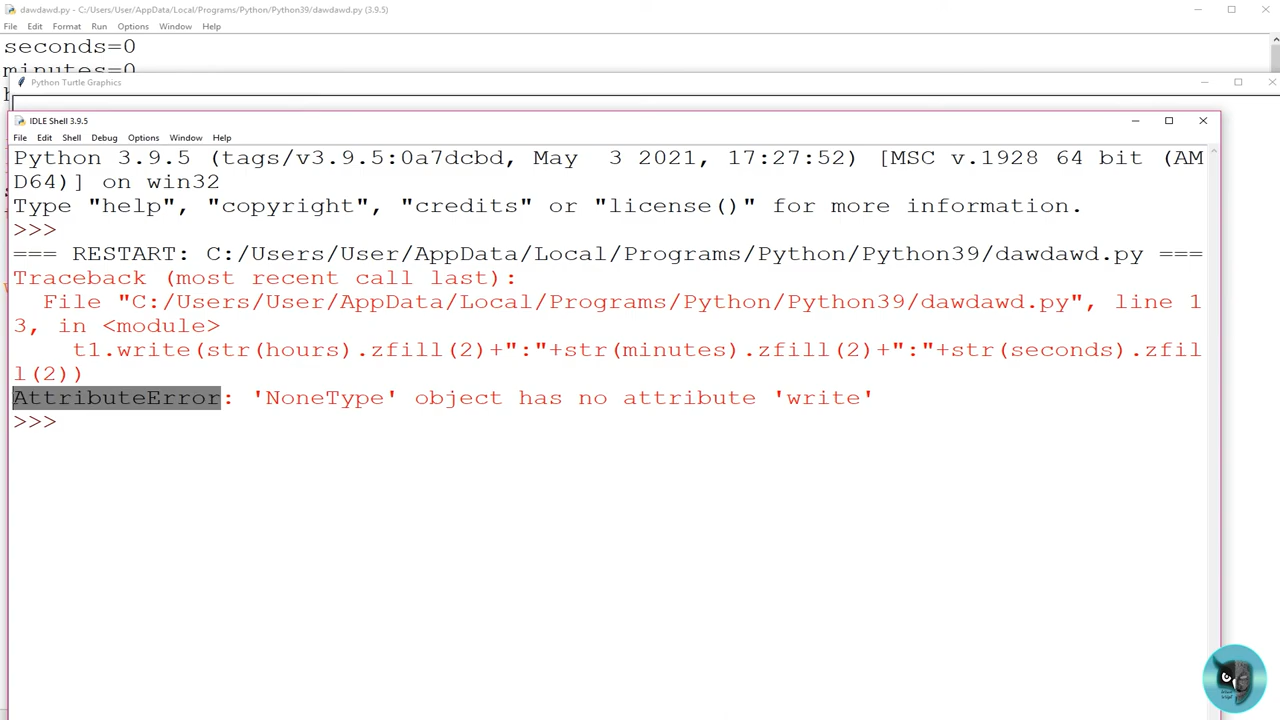 dawdawd.py - C:/Users/User/AppData/Local/Programs/Python/Python39/dawdawd.py (3.9.5)
File Edit Format Run Options Window Help
seconds=0
minutes=0
Python Turtle Graphics
IDLE Shell 3.9.5
File Edit Shell Debug Options Window Help
Python 3.9.5 (tags/v3.9.5:0a7dcbd, May  3 2021, 17:27:52) [MSC v.1928 64 bit (AM
D64)] on win32
Type "help", "copyright", "credits" or "license()" for more information.
>>>
=== RESTART: C:/Users/User/AppData/Local/Programs/Python/Python39/dawdawd.py ===
Traceback (most recent call last):
  File "C:/Users/User/AppData/Local/Programs/Python/Python39/dawdawd.py", line 1
3, in <module>
    t1.write(str(hours).zfill(2)+":"+str(minutes).zfill(2)+":"+str(seconds).zfil
l(2))
AttributeError: 'NoneType' object has no attribute 'write'
>>>